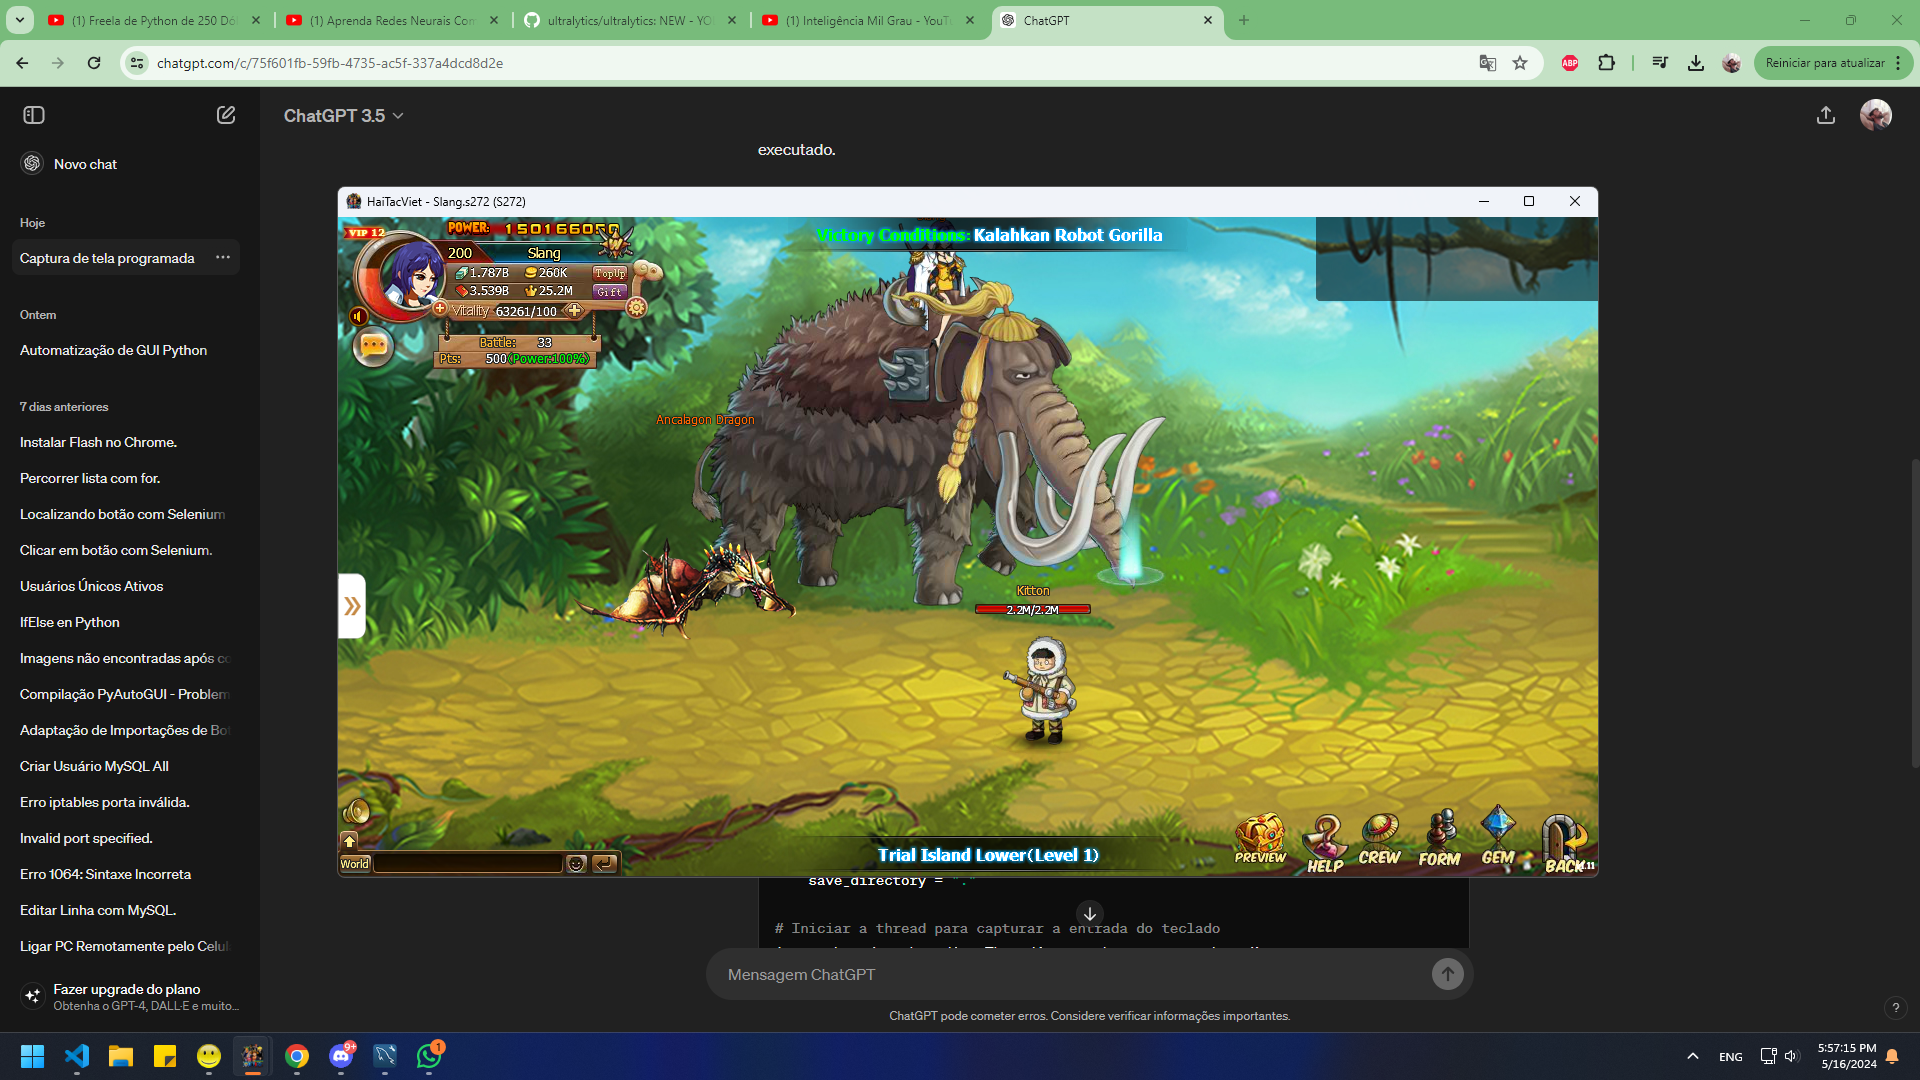 (1) Freela de Python de 250 Dól
(1) Aprenda Redes Neurais Com
ultralytics/ultralytics: NEW - YO
(1) Inteligência Mil Grau - YouTu
ChatGPT
chatgpt.com/c/75f601fb-59fb-4735-ac5f-337a4dcd8d2e
ABP
Reiniciar para atualizar
ChatGPT 3.5
Novo chat
Hoje
Captura de tela programada
Ontem
Automatização de GUI Python
7 dias anteriores
Instalar Flash no Chrome.
Percorrer lista com for.
Localizando botão com Selenium
Clicar em botão com Selenium.
Usuários Únicos Ativos
IfElse en Python
Imagens não encontradas após co
Compilação PyAutoGUI - Problem
Adaptação de Importações de Bot
Criar Usuário MySQL All
Erro iptables porta inválida.
Invalid port specified.
Erro 1064: Sintaxe Incorreta
Editar Linha com MySQL.
Ligar PC Remotamente pelo Celul
Fazer upgrade do plano
Obtenha o GPT-4, DALL·E e muito...
executado.
HaiTacViet - Slang.s272 (S272)
VIP 12
POWER: 150166050
200 Slang
1.787B 260K TopUp
3.539B 25.2M Gift
Vitality 63261/100
Battle: 33
Pts: 500(Power:100%)
Victory Conditions: Kalahkan Robot Gorilla
Ancalagon Dragon
Kitton
2.2M/2.2M
World
Trial Island Lower(Level 1)
PREVIEW
HELP
CREW
FORM
GEM
BACK
save_directory = "."
# Iniciar a thread para capturar a entrada do teclado
Mensagem ChatGPT
ChatGPT pode cometer erros. Considere verificar informações importantes.
?
9+
1
ENG
5:57:15 PM
5/16/2024